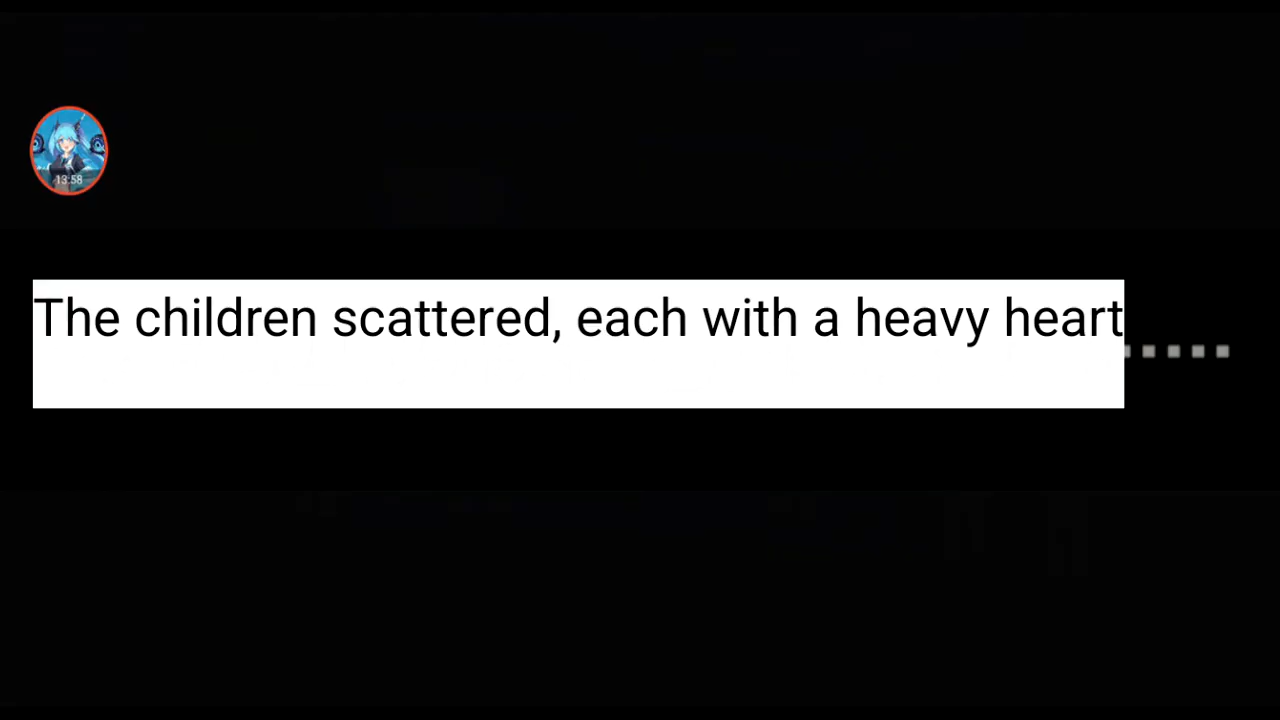 13:58
The children scattered, each with a heavy heart
.....